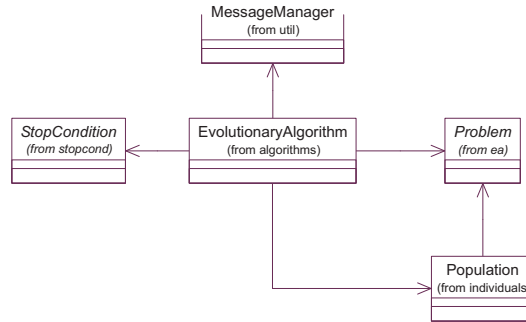 MessageManager
(from util)
StopCondition
(from stopcond)
EvolutionaryAlgorithm
(from algorithms)
Problem
(from ea)
Population
(from individuals